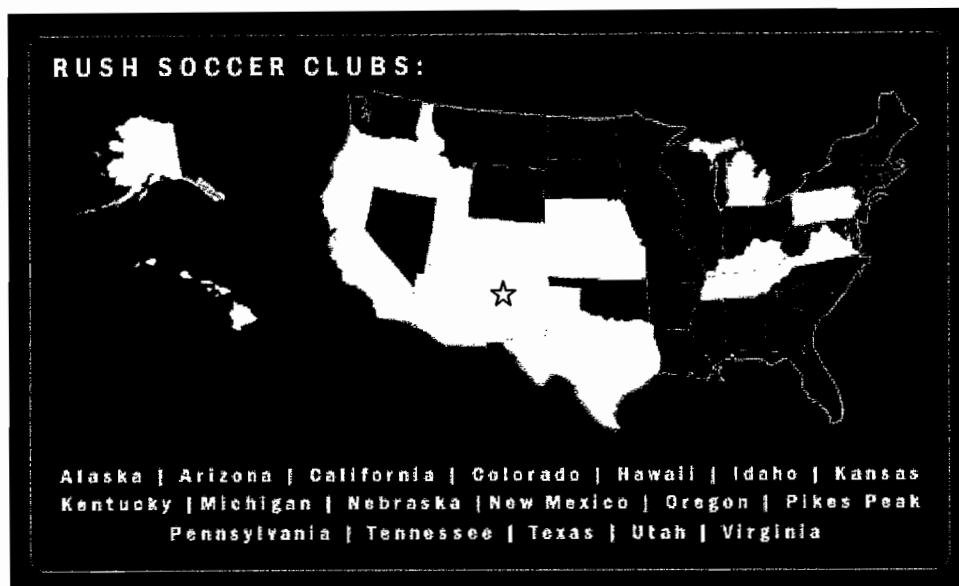 RUSH SOCCER CLUBS:
Alaska | Arizona | California | Colorado | Hawaii | Idaho | Kansas
Kentucky | Michigan | Nebraska | New Mexico | Oregon | Pikes Peak
Pennsylvania | Tennessee | Texas | Utah | Virginia